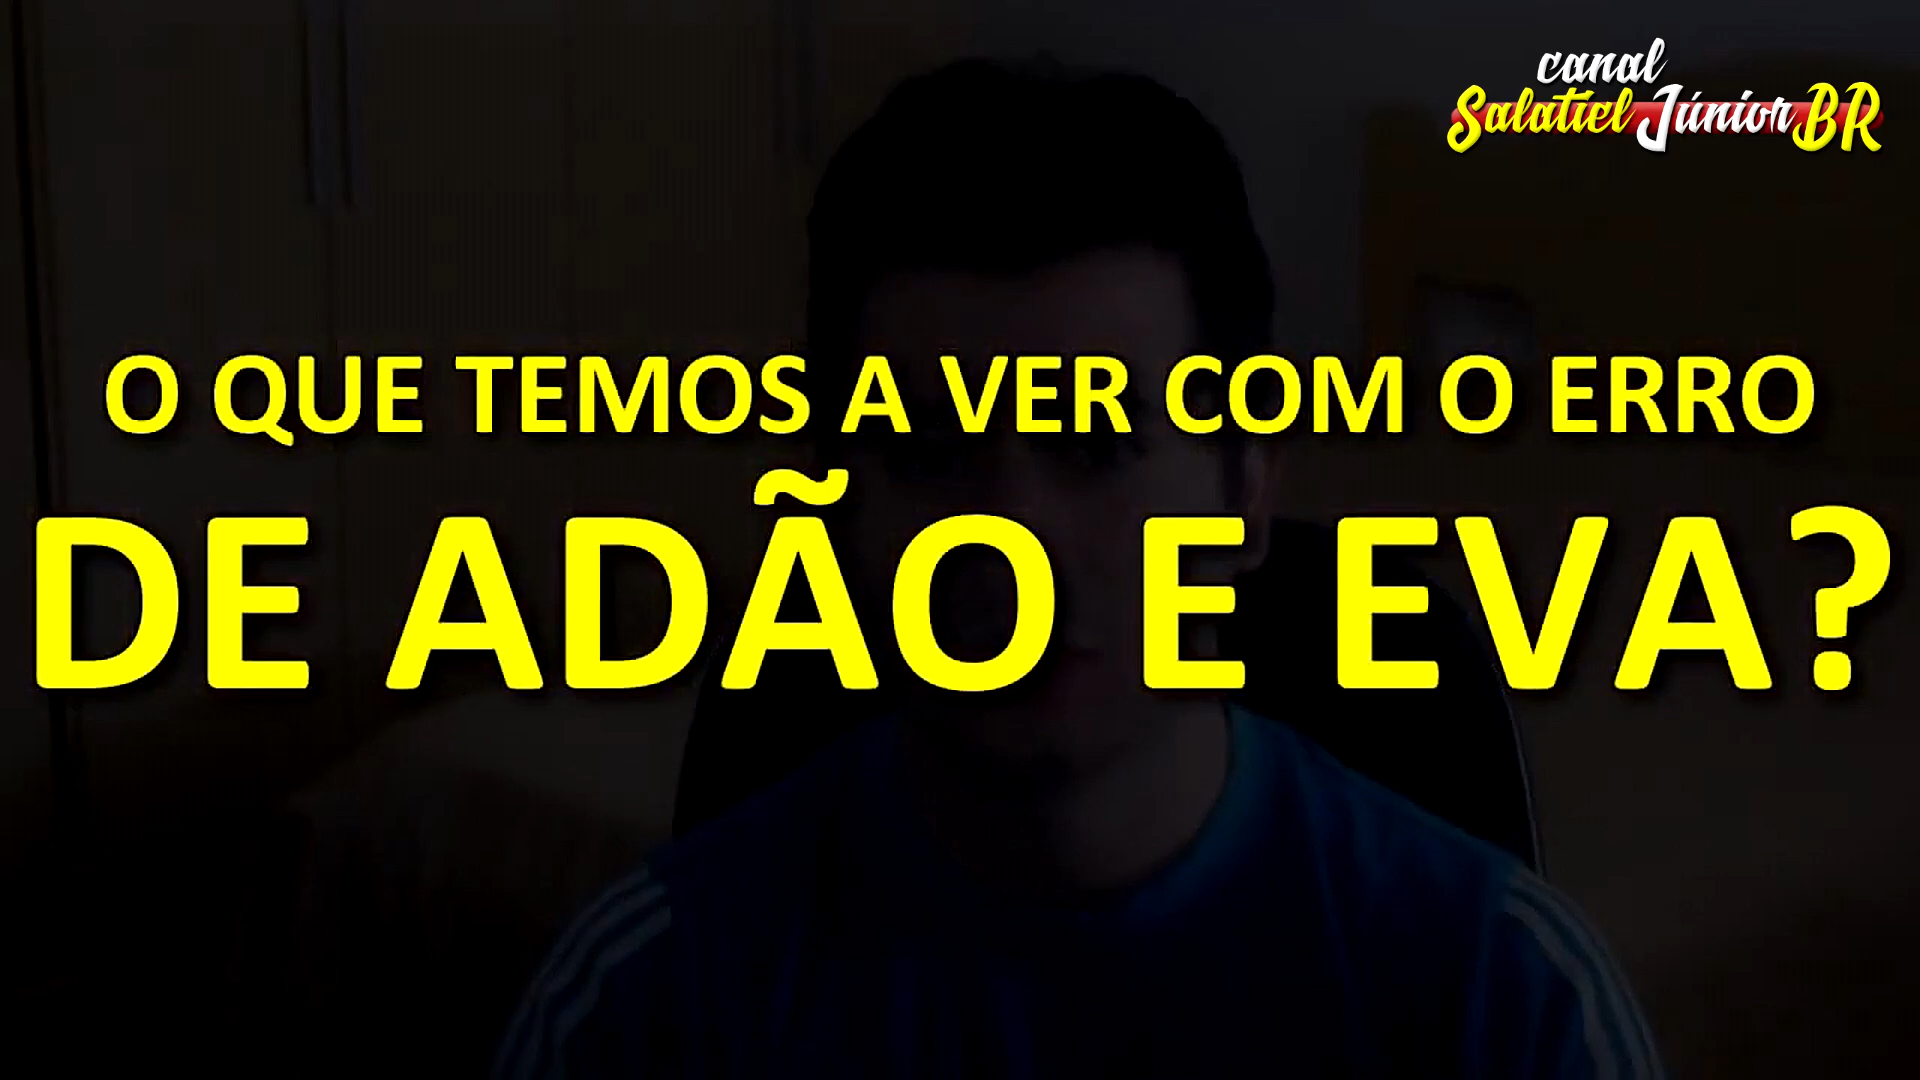 canal
Salatiel Júnior BR
O QUE TEMOS A VER COM O ERRO
DE ADÃO E EVA?